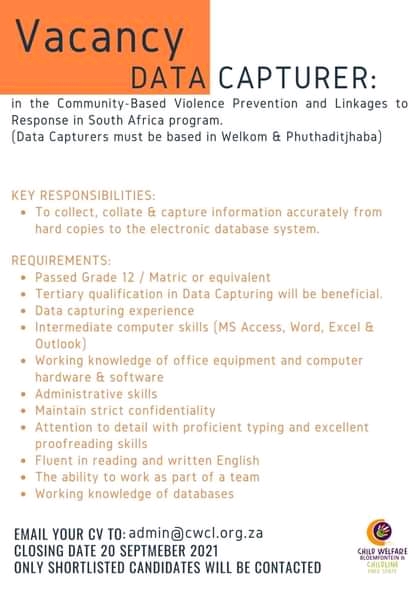 Vacancy
DATA CAPTURER:
in the Community-Based Violence Prevention and Linkages to
Response in South Africa program.
(Data Capturers must be based in Welkom & Phuthaditjhaba)
KEY RESPONSIBILITIES:
• To collect, collate & capture information accurately from
hard copies to the electronic database system.
REQUIREMENTS:
• Passed Grade 12 / Matric or equivalent
• Tertiary qualification in Data Capturing will be beneficial.
• Data capturing experience
• Intermediate computer skills (MS Access, Word, Excel &
Outlook)
• Working knowledge of office equipment and computer
hardware & software
• Administrative skills
• Maintain strict confidentiality
• Attention to detail with proficient typing and excellent
proofreading skills
• Fluent in reading and written English
• The ability to work as part of a team
• Working knowledge of databases
EMAIL YOUR CV TO: admin@cwcl.org.za
CLOSING DATE 20 SEPTMEBER 2021
ONLY SHORTLISTED CANDIDATES WILL BE CONTACTED
CHILD WELFARE
BLOEMFONTEIN &
CHILDLINE
FREE STATE